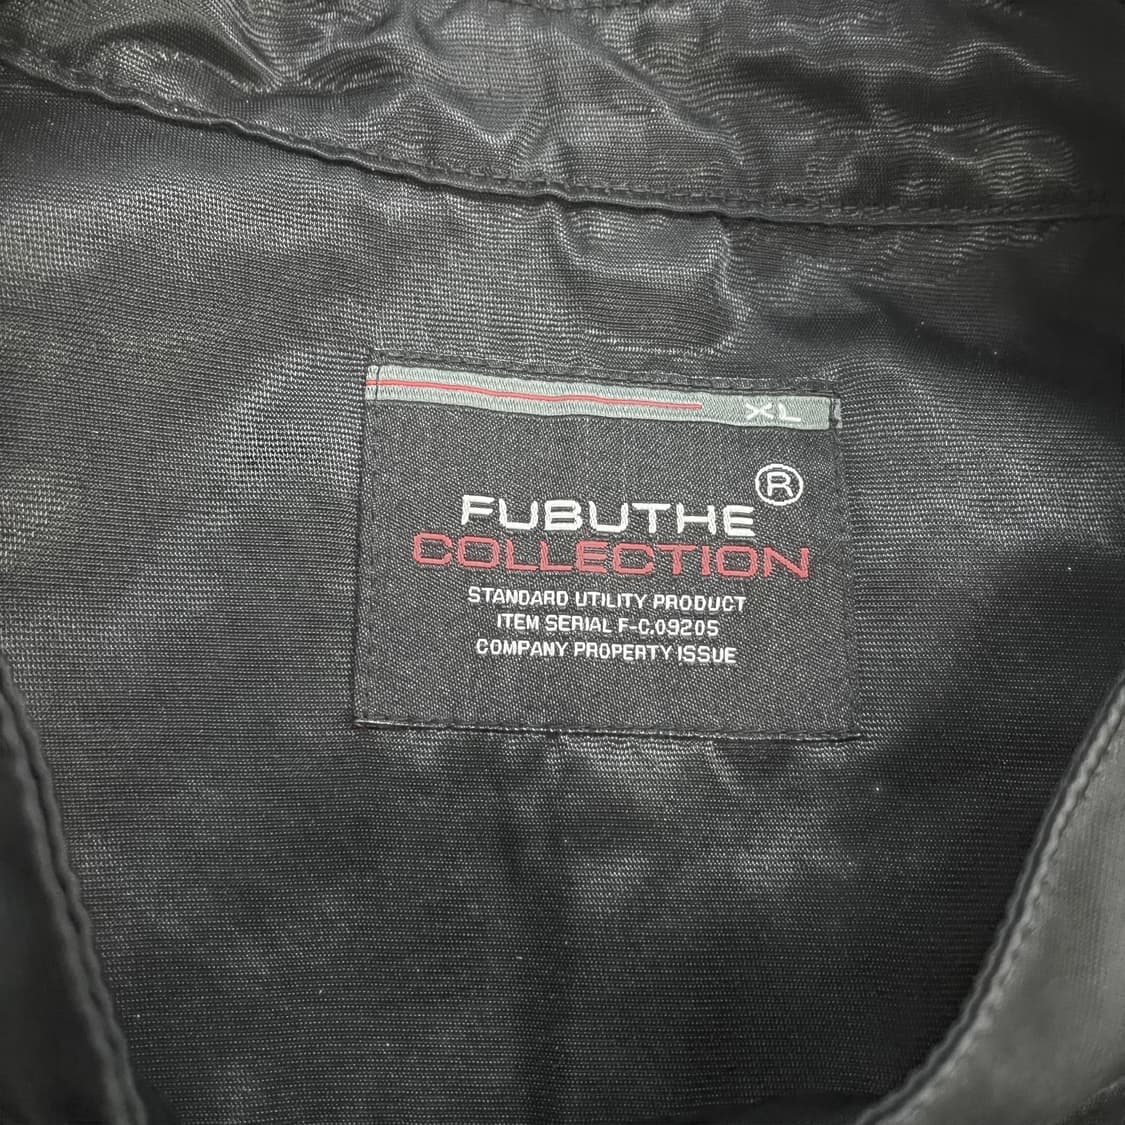 XL
®
FUBUTHE
COLLECTION
STANDARD UTILITY PRODUCT
ITEM SERIAL F-C.09205
COMPANY PROPERTY ISSUE